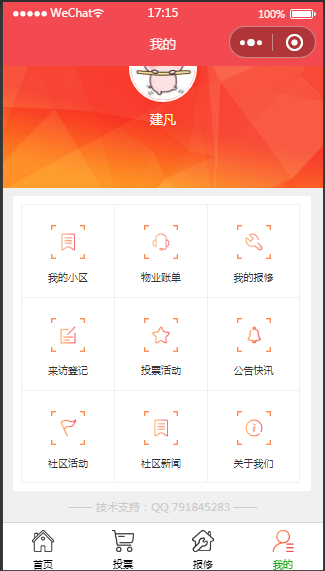 WeChat 17:15 100%
我的
建凡
我的小区 物业账单 我的报修
来访登记 投票活动 公告快讯
社区活动 社区新闻 关于我们
技术支持：QQ 791845283
首页 投票 报修 我的